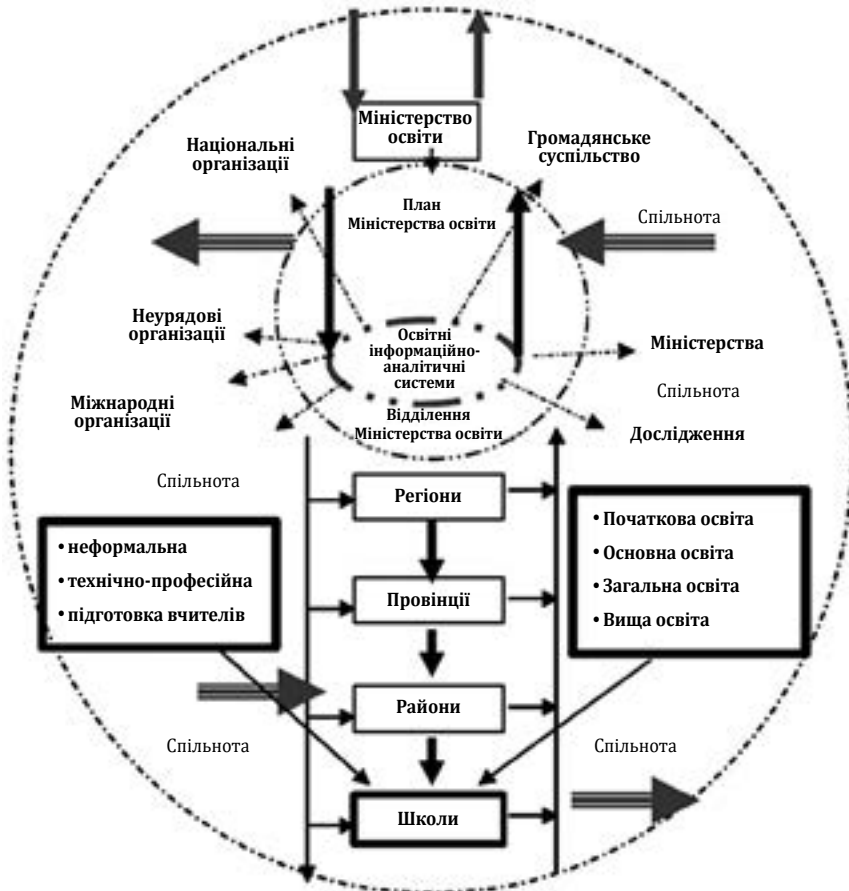 Міністерство
освіти
Національні
організації
Громадянське
суспільство
План
Міністерства освіти
Спільнота
Неурядові
організації
Освітні
інформаційно-
аналітичні
системи
Міністерства
Міжнародні
організації
Спільнота
Відділення
Міністерства освіти
Дослідження
Спільнота
Регіони
• неформальна
• технічно-професійна
• підготовка вчителів
• Початкова освіта
• Основна освіта
• Загальна освіта
• Вища освіта
Провінції
Райони
Спільнота
Спільнота
Школи